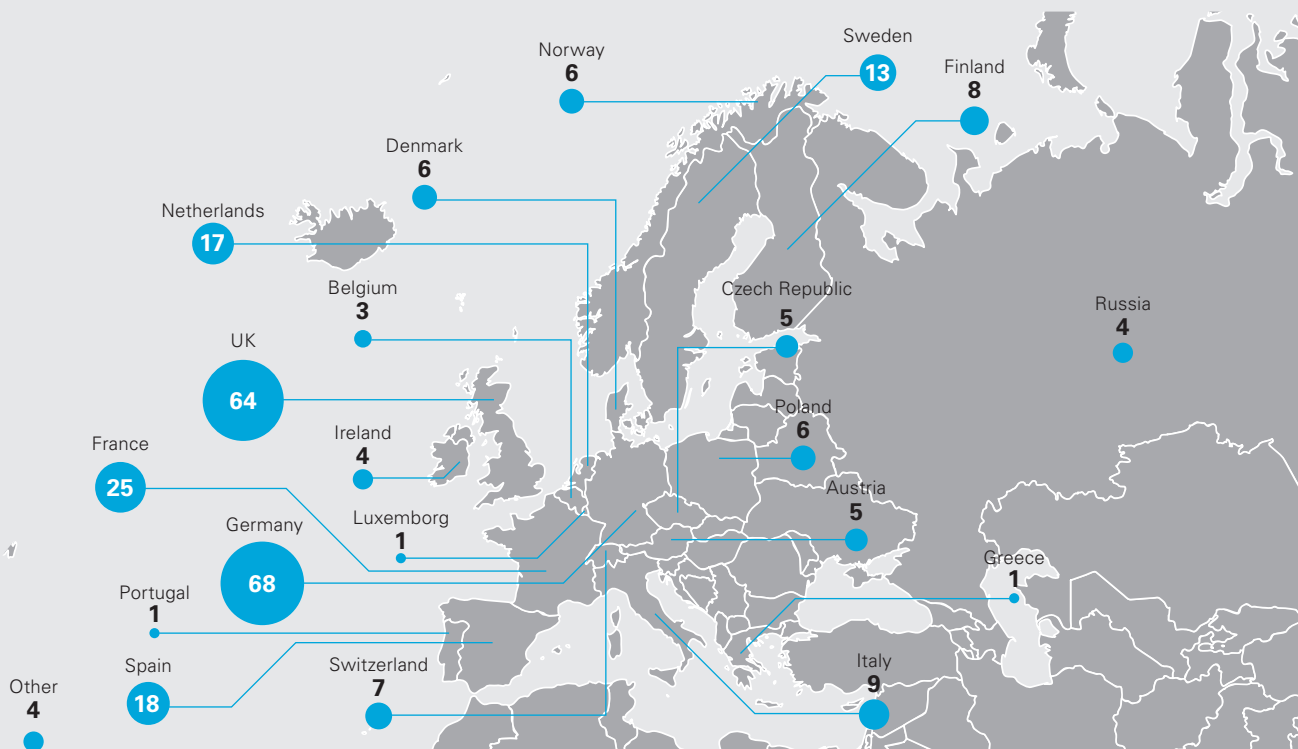 Sweden
13
Norway
6
Finland
8
Denmark
6
Netherlands
17
Belgium
3
Czech Republic
5
Russia
4
UK
64
Poland
6
Ireland
4
France
25
Austria
5
Luxemborg
1
Germany
68
Greece
1
Portugal
1
Spain
18
Switzerland
7
Italy
9
Other
4